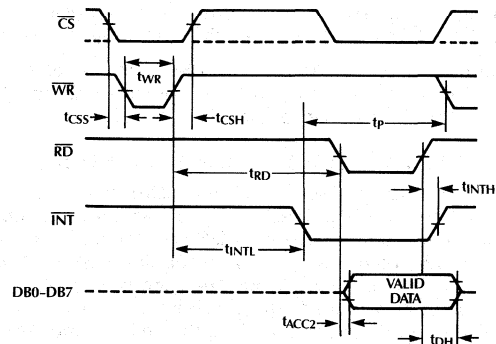 CS
tWR
WR
tCSS
tCSH
tP
RD
tRD
tINTH
INT
tINTL
VALID
DATA
DB0-DB7
tACC2
tDH